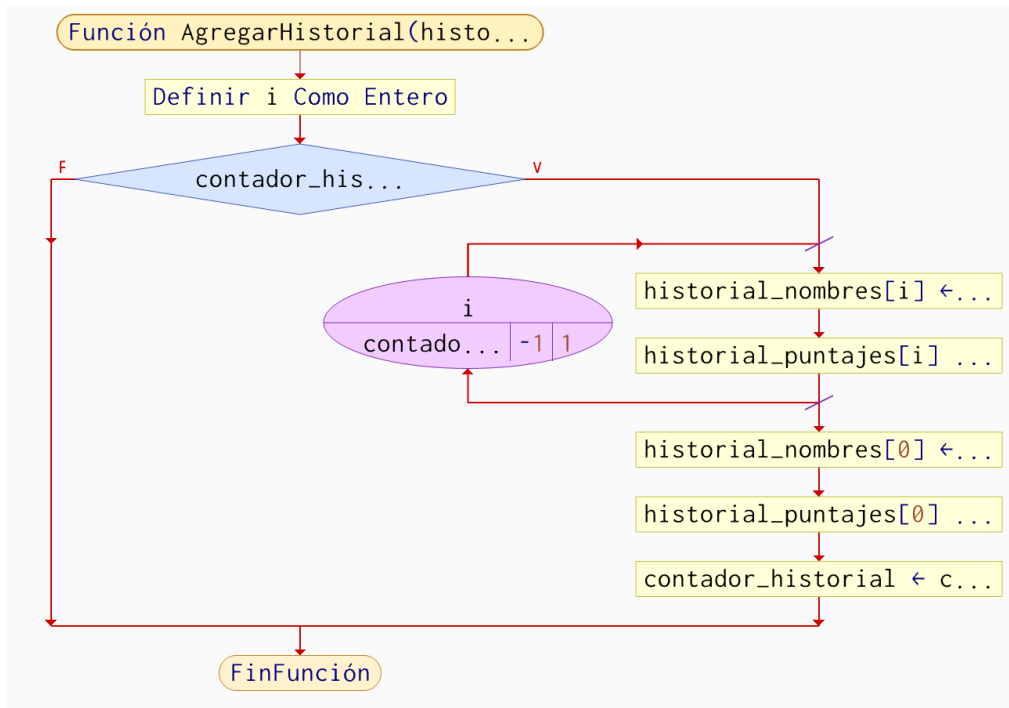 Función AgregarHistorial(histo...
Definir i Como Entero
F
V
contador_his...
historial_nombres[i] ←...
i
contado... -1 1
historial_puntajes[i] ...
historial_nombres[0] ←...
historial_puntajes[0] ...
contador_historial ← c...
FinFunción